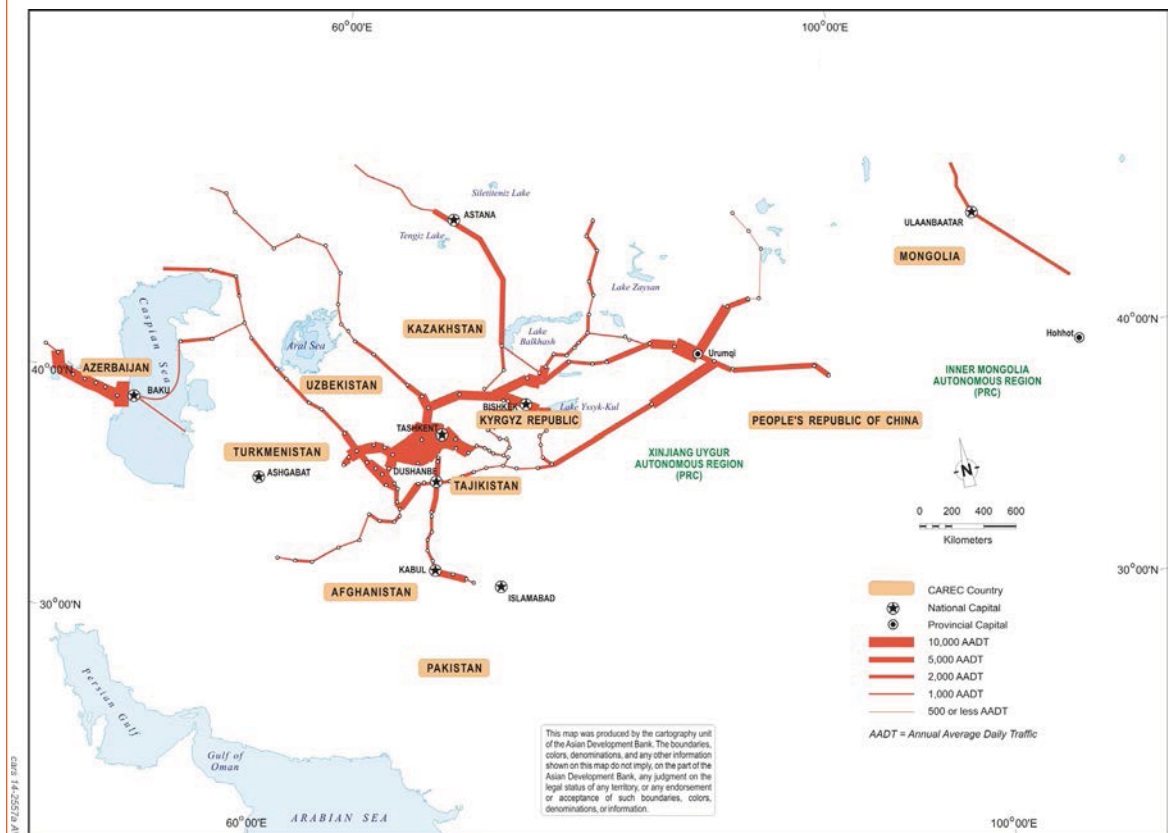 60°00'E
100°00'E
Siletiteniz Lake
ASTANA
ULAANBAATAR
Tengiz Lake
MONGOLIA
Lake Zaysan
Caspian Sea
KAZAKHSTAN
Lake
Balkhash
40°00'N
Aral Sea
Hohhot
Urumqi
AZERBAIJAN
40°00'N
INNER MONGOLIA
AUTONOMOUS REGION
(PRC)
UZBEKISTAN
BAKU
BISHKEK
Lake Yssyk-Kul
KYRGYZ REPUBLIC
PEOPLE'S REPUBLIC OF CHINA
TASHKENT
TURKMENISTAN
XINJIANG UYGUR
AUTONOMOUS REGION
(PRC)
N
ASHGABAT
DUSHANBE
TAJIKISTAN
0 200 400 600
Kilometers
KABUL
AFGHANISTAN
ISLAMABAD
30°00'N
30°00'N
CAREC Country
National Capital
Provincial Capital
10,000 AADT
5,000 AADT
2,000 AADT
1,000 AADT
500 or less AADT
AADT = Annual Average Daily Traffic
PAKISTAN
Persian Gulf
Gulf of
Oman
This map was produced by the cartography unit
of the Asian Development Bank. The boundaries,
colors, denominations, and any other information
shown on this map do not imply, on the part of the
Asian Development Bank, any judgment on the
legal status of any territory, or any endorsement
or acceptance of such boundaries, colors,
denominations, or information.
ARABIAN SEA
60°00'E
100°00'E